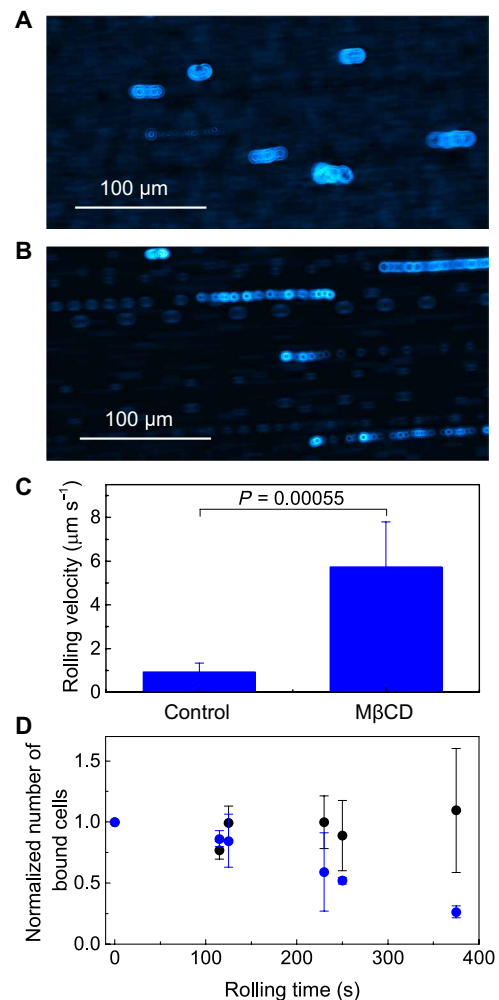 A
100 µm
B
100 µm
C
P = 0.00055
Rolling velocity (µm s⁻¹)
8
6
4
2
0
Control
MβCD
D
Normalized number of
bound cells
1.5
1.0
0.5
0.0
0
100
200
300
400
Rolling time (s)